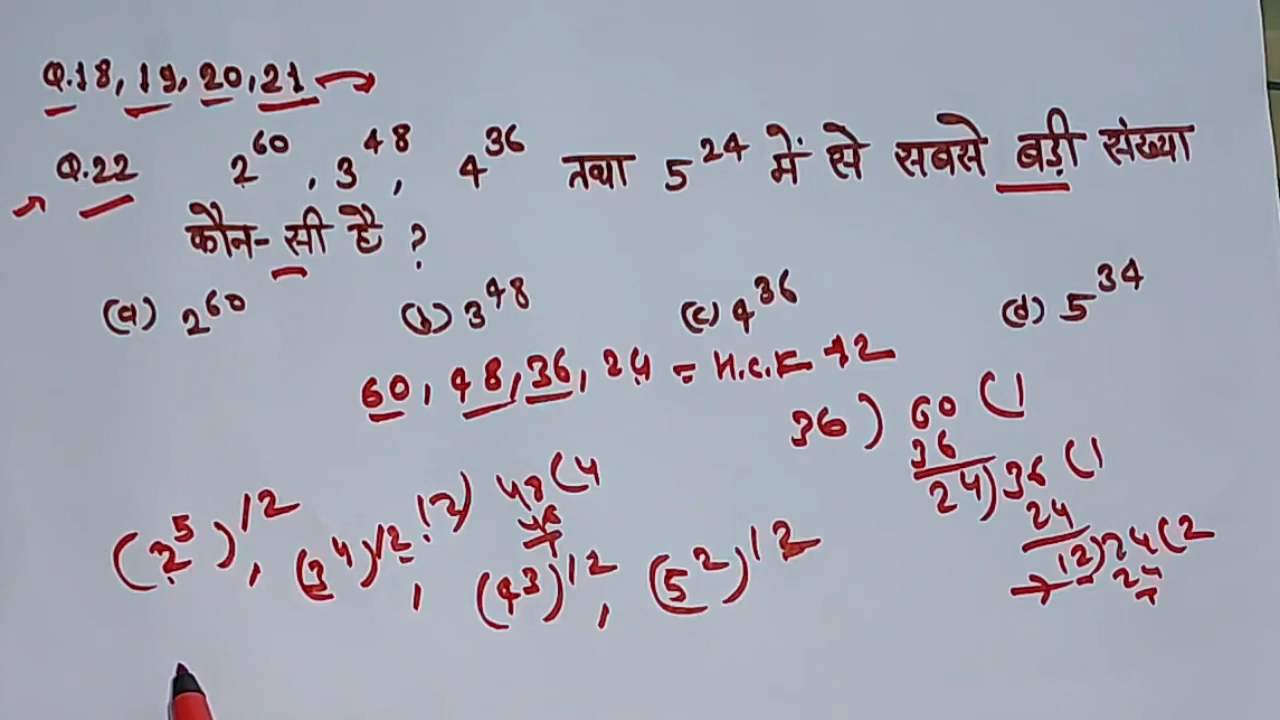 Q.18, 19, 20, 21 →
Q.22 2^60, 3^48, 4^36 तथा 5^24 में से सबसे बड़ी संख्या
कौन-सी है ?
(a) 2^60 (b) 3^48 (c) 4^36 (d) 5^34
60, 48, 36, 24 = H.C.F 12
36) 60 (1
36
24) 36 (1
24
12) 24 (2
24
12) 48 (4
48
(2^5)^12, (3^4)^12, (4^3)^12, (5^2)^12